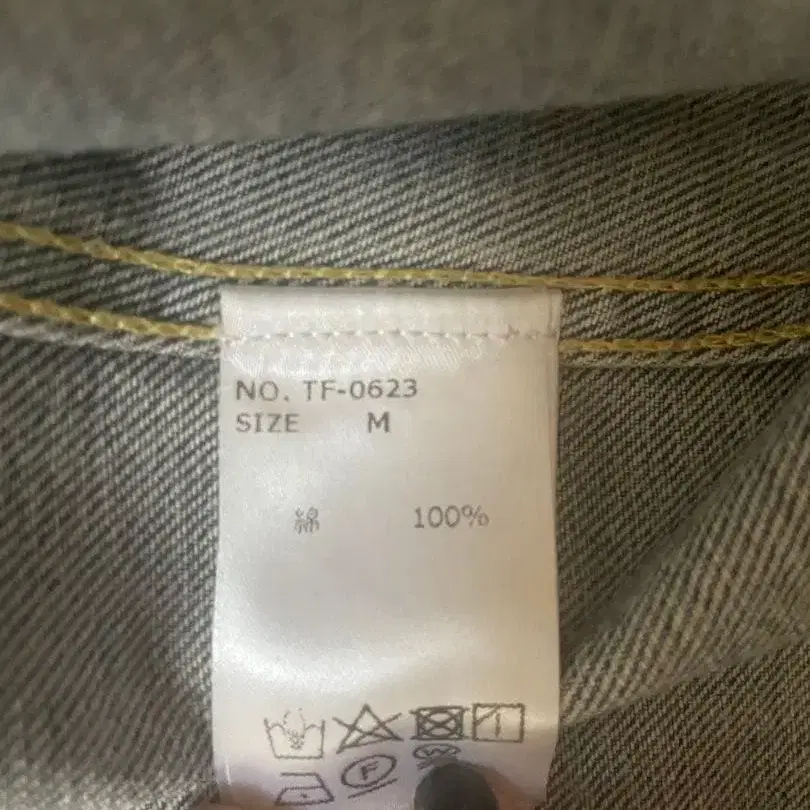 NO. TF-0623
SIZE M
綿 100%
F
W